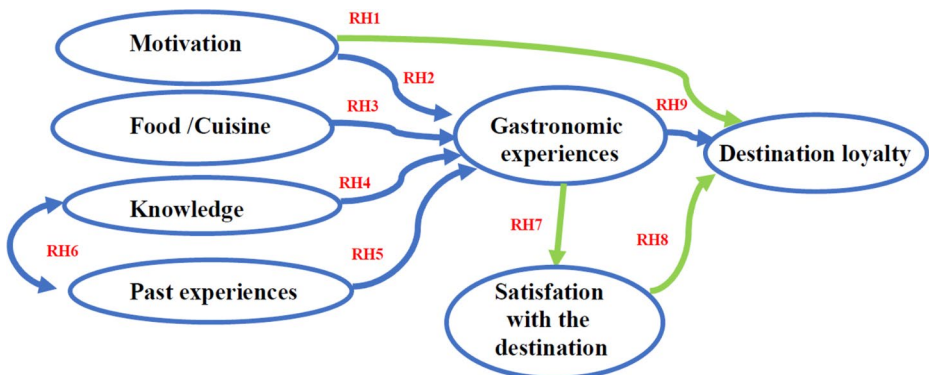 RH1
Motivation
RH2
RH3
Food /Cuisine
Gastronomic
experiences
RH9
Destination loyalty
RH4
Knowledge
RH6
RH5
Past experiences
RH7
RH8
Satisfation
with the
destination